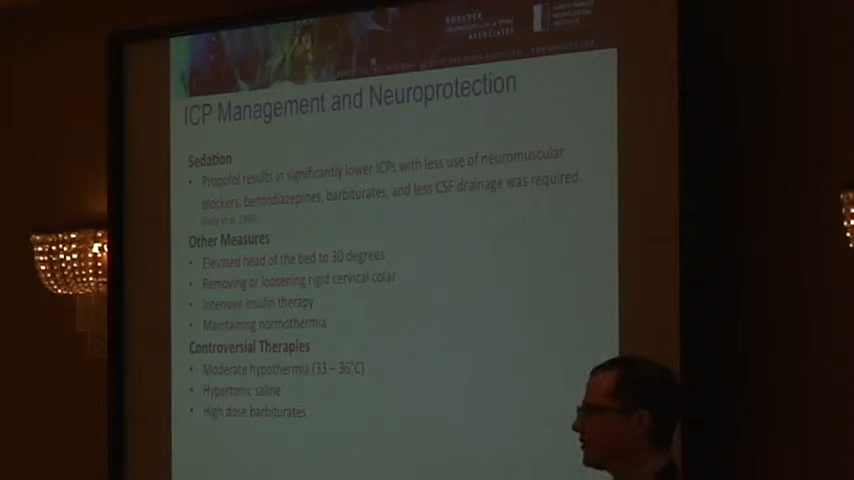 BOULDER
ASSOCIATES
ICP Management and Neuroprotection
Sedation
• Propofol results in significantly lower ICPs with less use of neuromuscular
blockers, benzodiazepines, barbiturates, and less CSF drainage was required.
Other Measures
• Elevated head of the bed to 30 degrees
• Removing or loosening rigid cervical collar
• Intensive insulin therapy
• Maintaining normothermia
Controversial Therapies
• Moderate hypothermia (33 – 36°C)
• Hypertonic saline
• High dose barbiturates